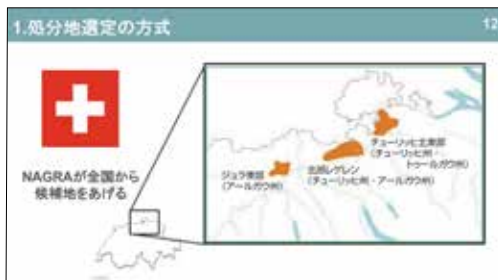 1.処分地選定の方式
12
NAGRAが全国から
候補地をあげる
チューリッヒ北東部
(チューリッヒ州・
トゥールガウ州)
北部レゲレン
(チューリッヒ州・アールガウ州)
ジュラ東部
(アールガウ州)